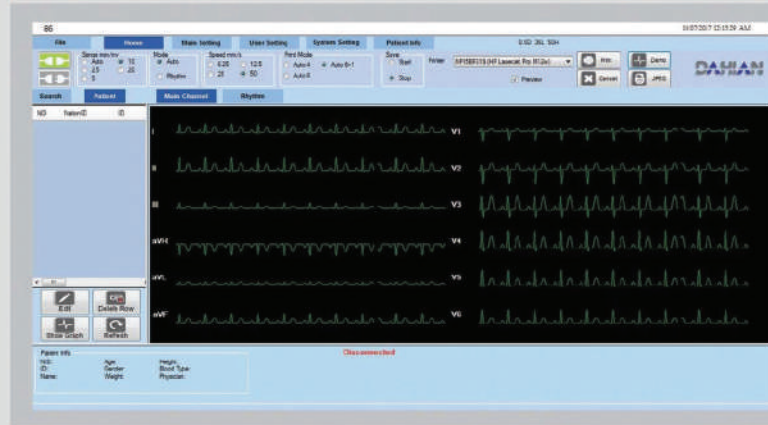 File Home Main Setting User Setting System Setting Patient Info
Sense mm/mv Mode Speed mm/s Print Mode Save
Auto 10 Auto 6.25 12.5 Auto 4 Auto 6+1 Start Printer
2.5 20 Rhythm 25 50 Auto 6 Stop Preview
5
Print Demo
Cancel JPEG
DAHLAN
Search Patient Main Channel Rhythm
NO PatientID ID
I V1
II V2
III V3
aVR V4
aVL V5
aVF V6
Edit Delete Row
Show Graph Refresh
Patient Info
Disconnected
ID: Age: Height:
Gender: Blood Type:
Name: Weight: Physician: